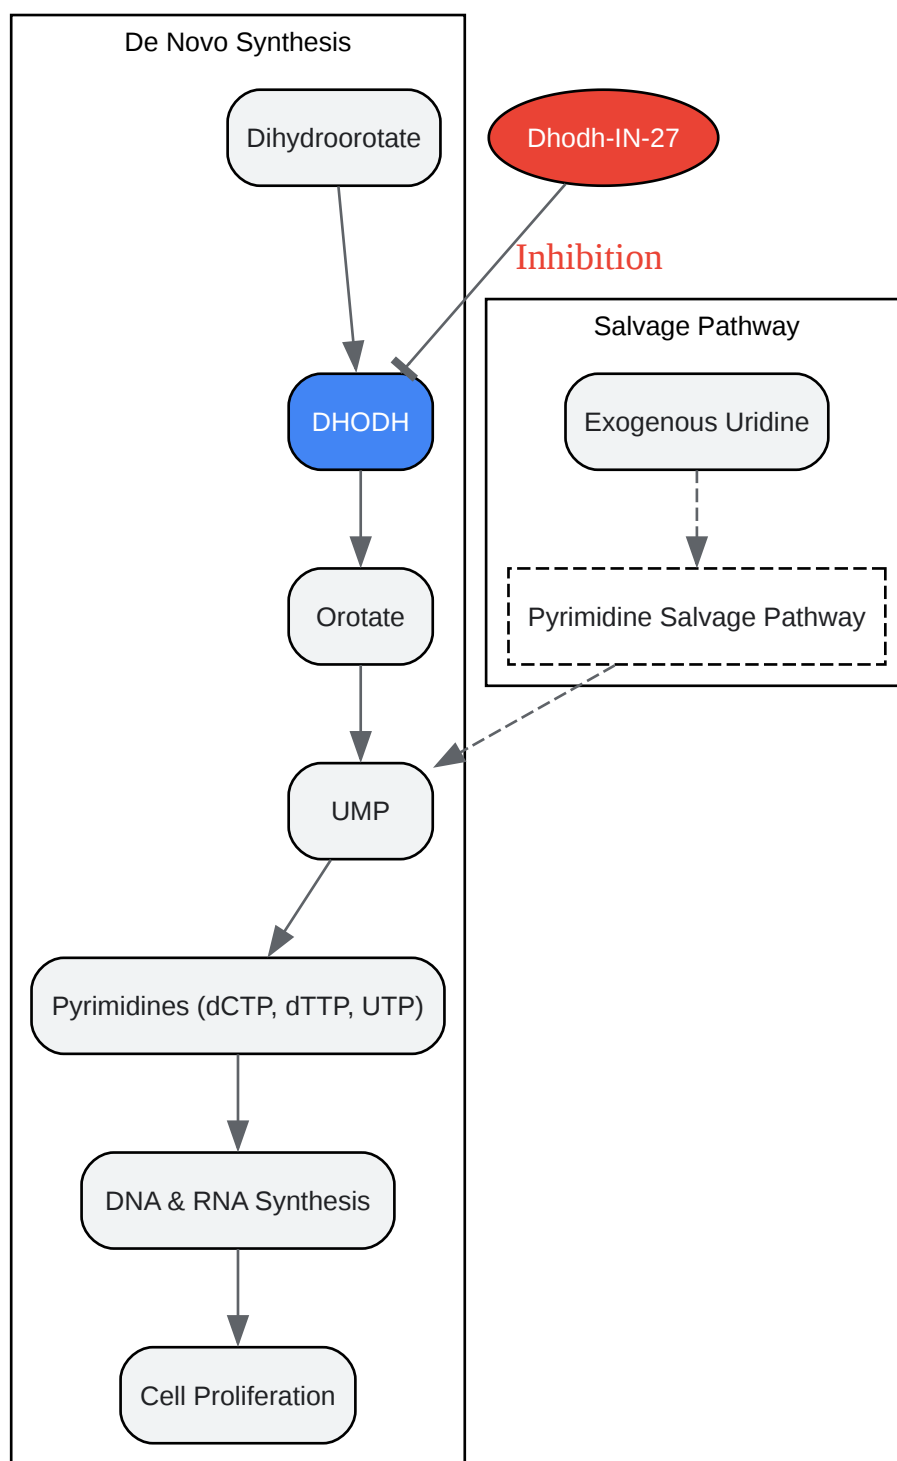 De Novo Synthesis
Dihydroorotate
Dhodh-IN-27
Inhibition
Salvage Pathway
DHODH
Exogenous Uridine
Orotate
Pyrimidine Salvage Pathway
UMP
Pyrimidines (dCTP, dTTP, UTP)
DNA & RNA Synthesis
Cell Proliferation